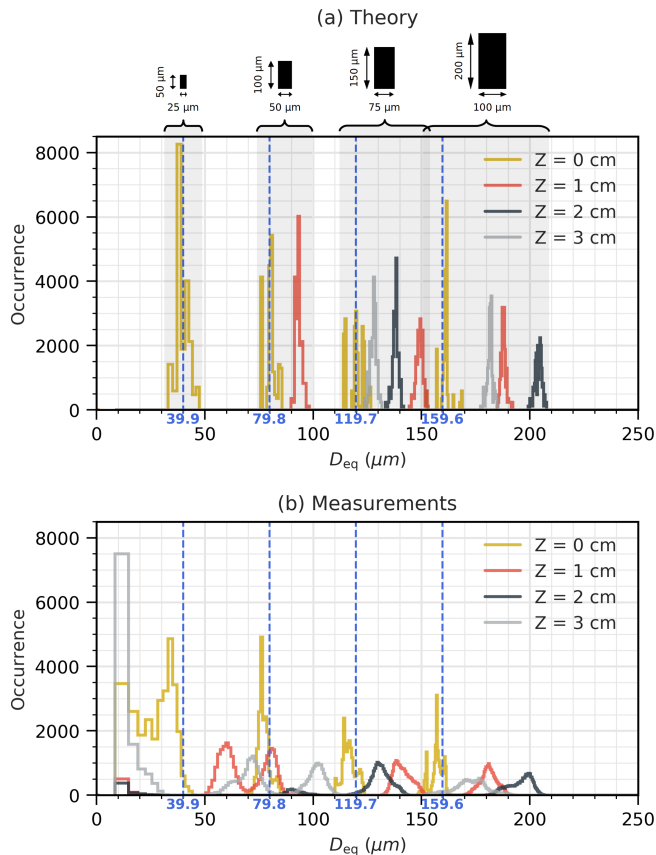 (a) Theory
50 μm
25 μm
100 μm
50 μm
150 μm
75 μm
200 μm
100 μm
8000
6000
4000
2000
0
Occurrence
Z = 0 cm
Z = 1 cm
Z = 2 cm
Z = 3 cm
39.9
79.8
119.7
159.6
0
50
100
150
200
250
Deq (μm)
(b) Measurements
8000
6000
4000
2000
0
Occurrence
Z = 0 cm
Z = 1 cm
Z = 2 cm
Z = 3 cm
39.9
79.8
119.7
159.6
0
50
100
150
200
250
Deq (μm)